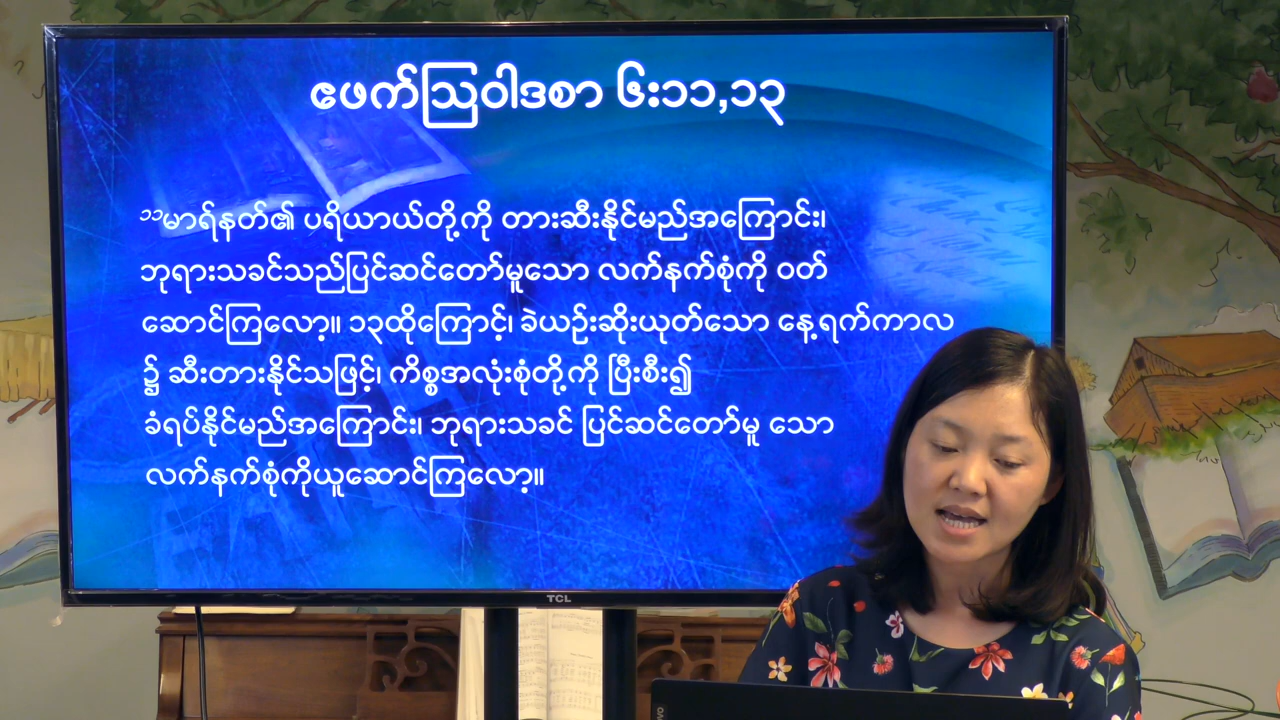 ဧဖက်ဩဝါဒစာ ၆း၁၁,၁၃
၁၁မာရ်နတ်၏ ပရိယာယ်တို့ကို တားဆီးနိုင်မည်အကြောင်း၊
ဘုရားသခင်သည်ပြင်ဆင်တော်မူသော လက်နက်စုံကို ဝတ်
ဆောင်ကြလော့။ ၁၃ထိုကြောင့်၊ ခဲယဉ်းဆိုးယုတ်သော နေ့ရက်ကာလ
၌ ဆီးတားနိုင်သဖြင့်၊ ကိစ္စအလုံးစုံတို့ကို ပြီးစီး၍
ခံရပ်နိုင်မည်အကြောင်း၊ ဘုရားသခင် ပြင်ဆင်တော်မူ သော
လက်နက်စုံကိုယူဆောင်ကြလော့။
TCL